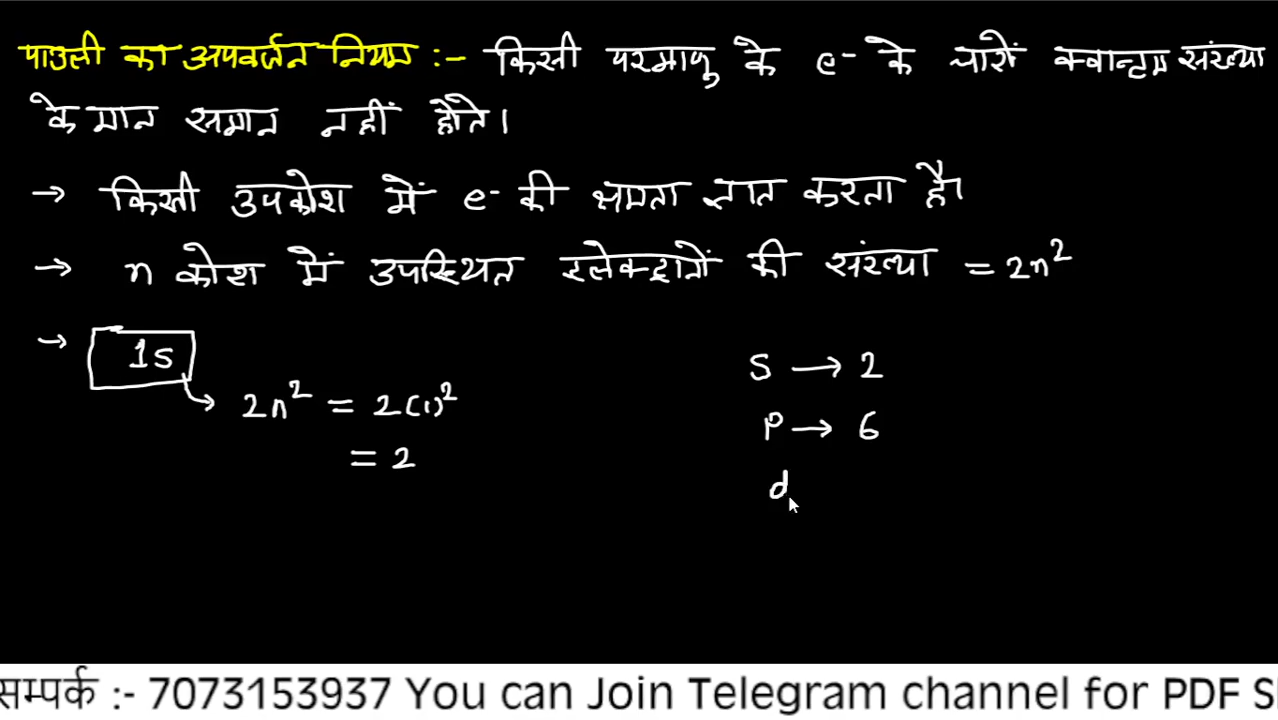 पाउली का अपवर्जन नियम :- किसी परमाणु के e⁻ के चारों क्वान्टम संख्या
के मान समान नहीं होते।
→ किसी उपकोश में e⁻ की क्षमता ज्ञात करता है।
→ n कोश में उपस्थित इलेक्ट्रानों की संख्या = 2n²
→ 1s
→ 2n² = 2(1)²
= 2
S → 2
P → 6
d
सम्पर्क :- 7073153937 You can Join Telegram channel for PDF S